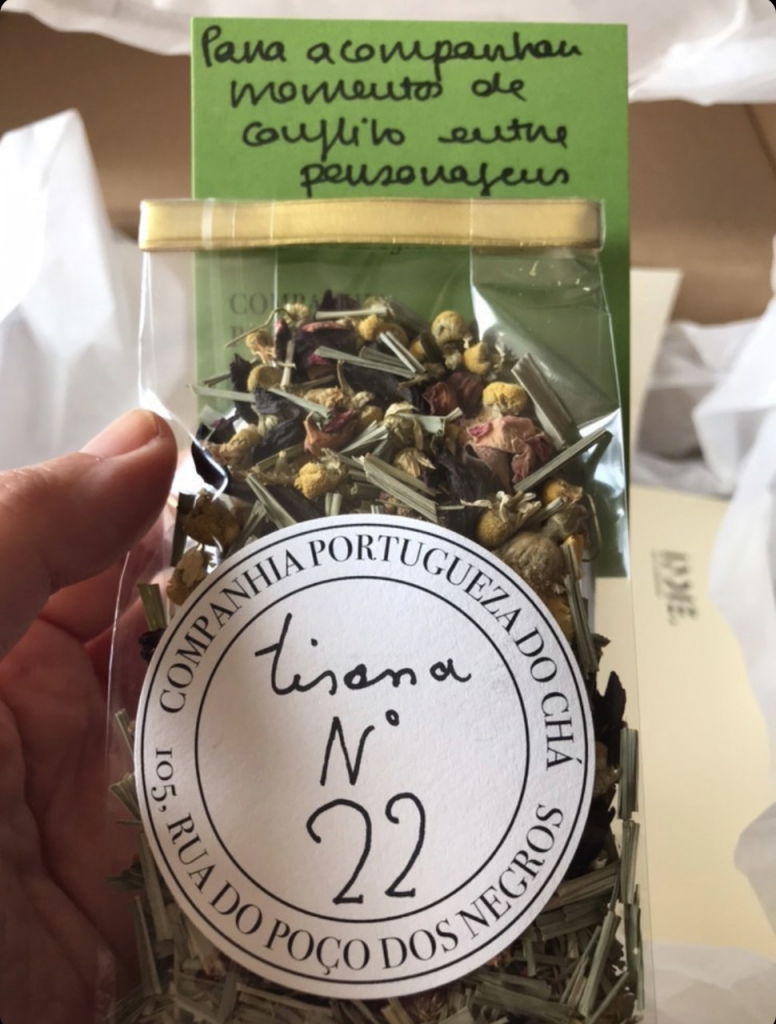 Para acompanhar
momentos de
conflito entre
personagens
COMPANHIA PORTUGUEZA DO CHÁ
tisana
Nº
22
105, RUA DO POÇO DOS NEGROS